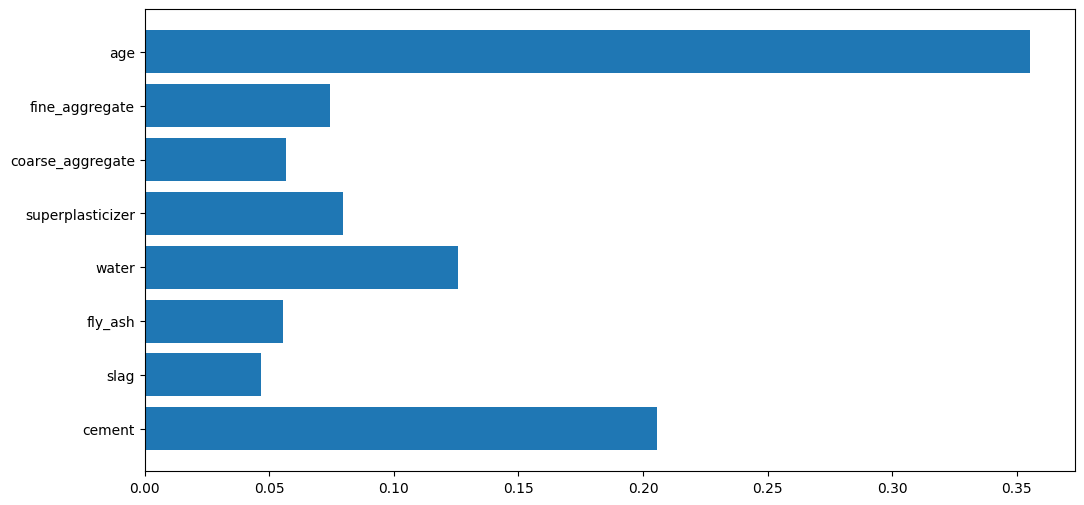 age
fine_aggregate
coarse_aggregate
superplasticizer
water
fly_ash
slag
cement
0.00 0.05 0.10 0.15 0.20 0.25 0.30 0.35